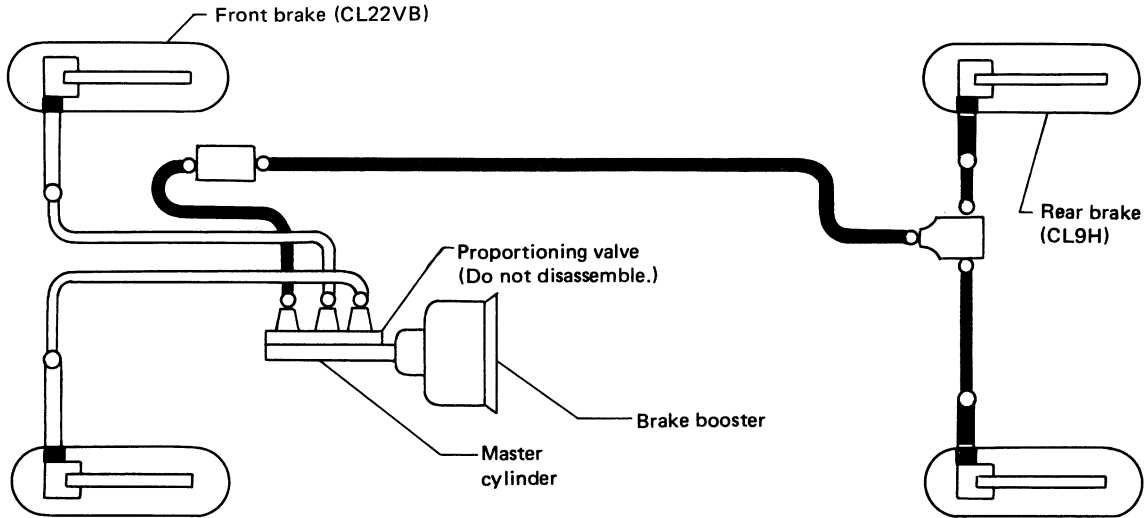 Front brake (CL22VB)
Rear brake
(CL9H)
Proportioning valve
(Do not disassemble.)
Brake booster
Master
cylinder